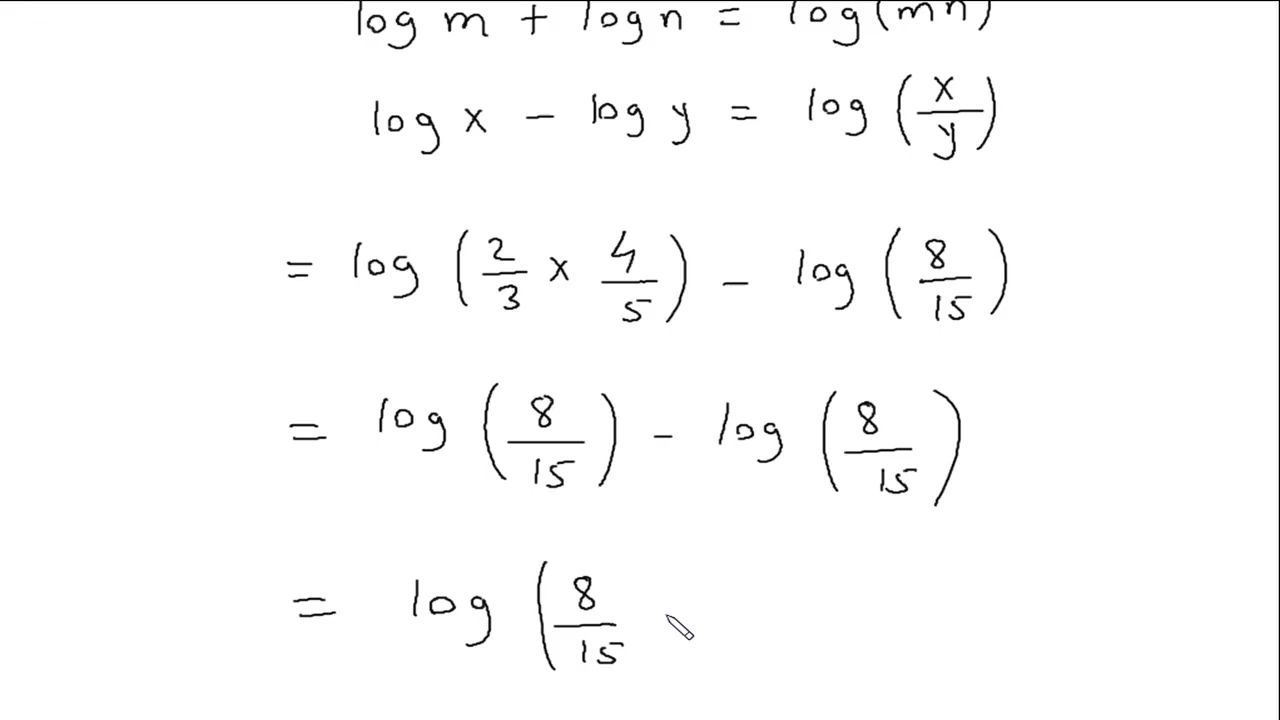 log m + log n = log (mn)
log x - log y = log (x/y)
= log (2/3 × 4/5) - log (8/15)
= log (8/15) - log (8/15)
= log (8/15